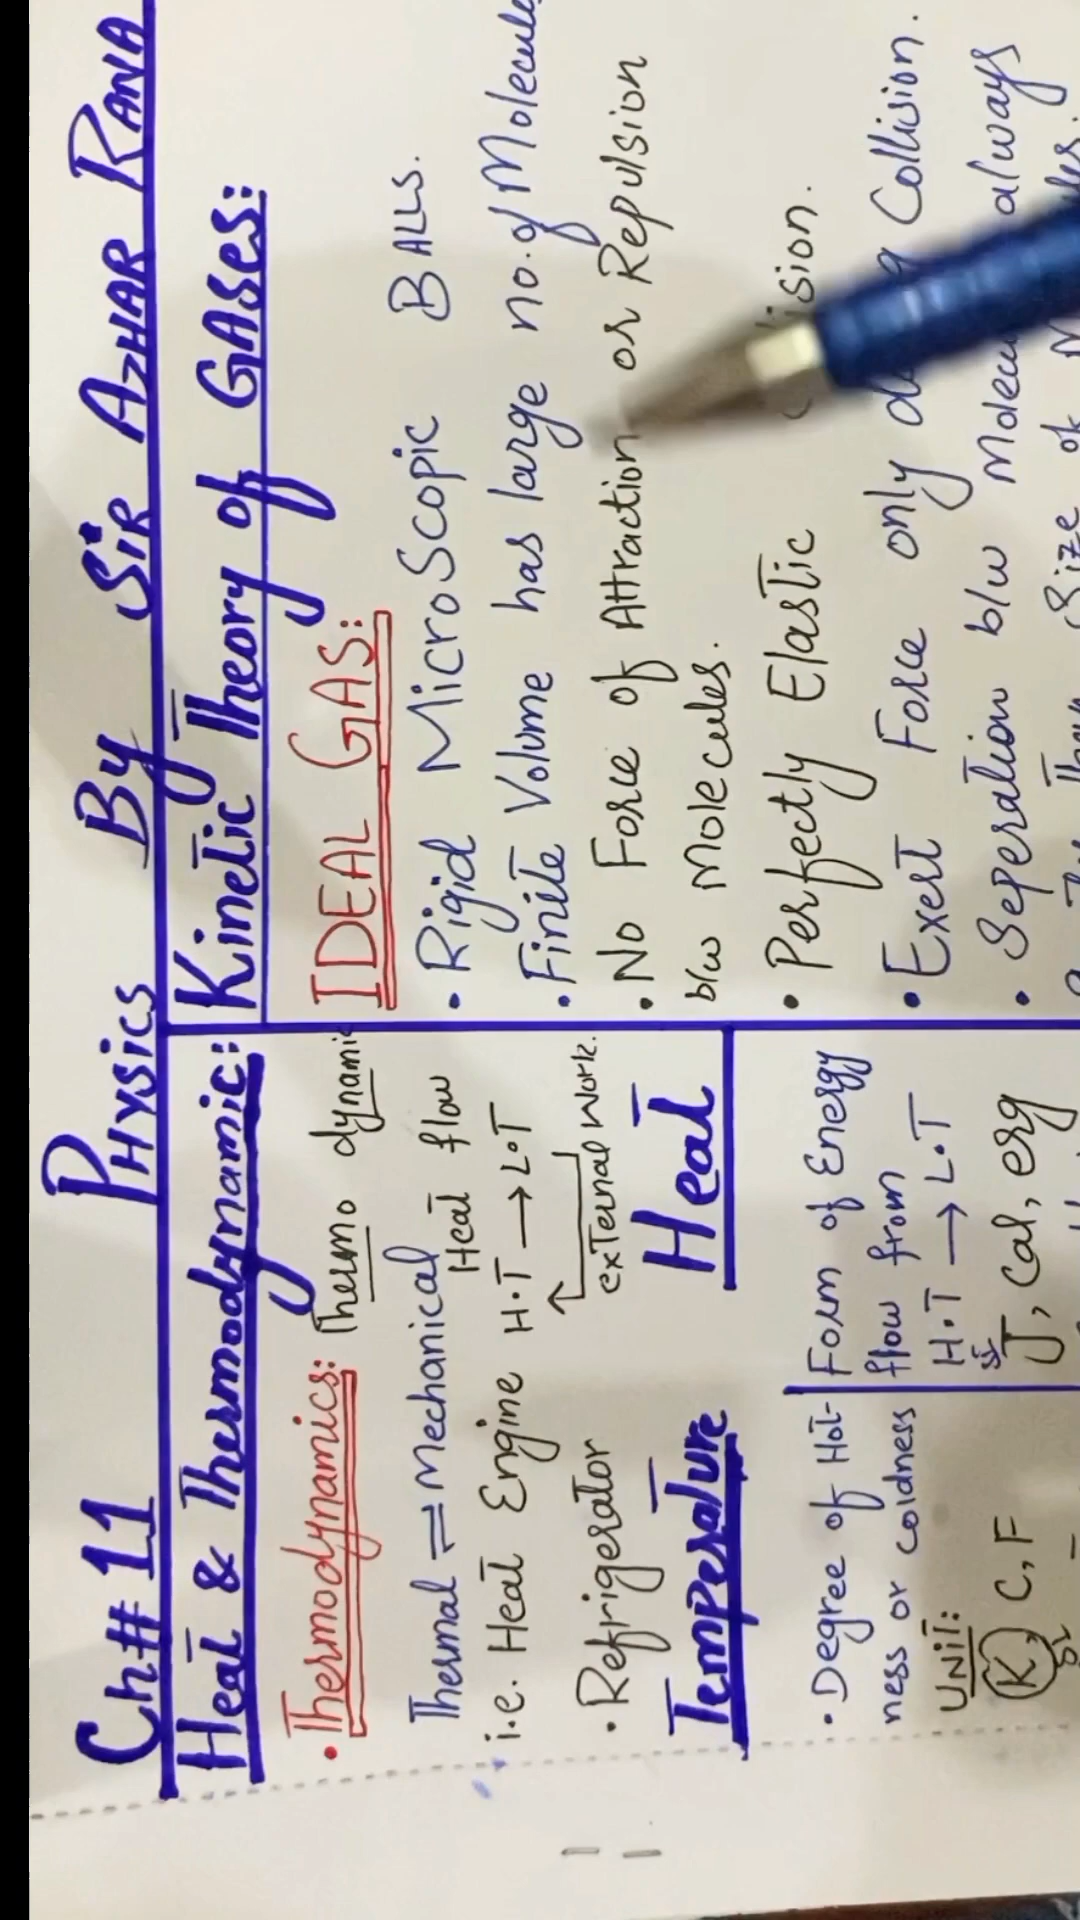 Ch# 11 PHYSICS By SIR AZHAR RANA
Heat & Thermodynamic:
• Thermodynamics: Thermo dynamic
Thermal ⇌ Mechanical Heat flow
i.e. Heat Engine H.T → L.T
• Refrigerator external work.
Temperature Heat
• Degree of Hot-
ness or coldness
UNIT:
K, C, F
SI
Form of Energy
flow from
H.T → L.T
SI
J, Cal, erg
Kinetic Theory of GASes:
IDEAL GAS:
• Rigid MicroScopic BALLS.
• Finite Volume has large no. of Molecules
• No Force of Attraction or Repulsion
b/w Molecules.
• Perfectly Elastic
• Exert Force only Collision.
• Seperation b/w always
Size of